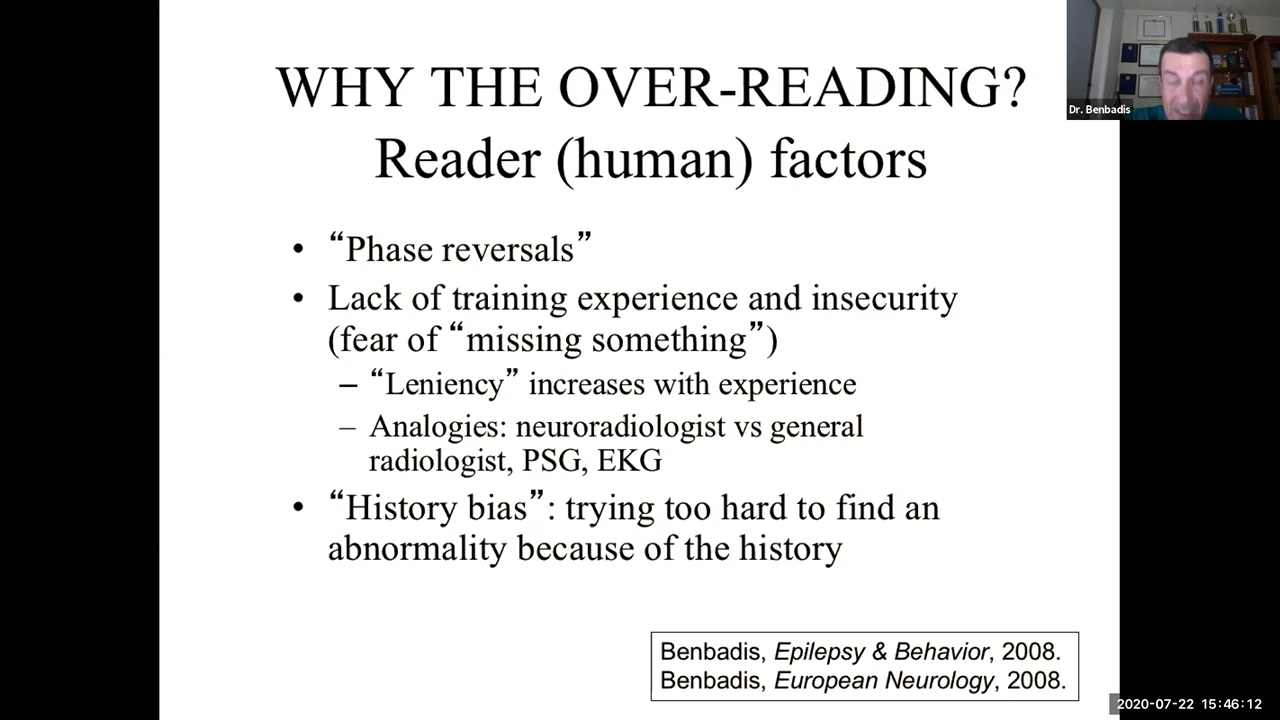 WHY THE OVER-READING?
Reader (human) factors
Dr. Benbadis
• “Phase reversals”
• Lack of training experience and insecurity
(fear of “missing something”)
– “Leniency” increases with experience
– Analogies: neuroradiologist vs general
radiologist, PSG, EKG
• “History bias”: trying too hard to find an
abnormality because of the history
Benbadis, Epilepsy & Behavior, 2008.
Benbadis, European Neurology, 2008.
2020-07-22 15:46:12